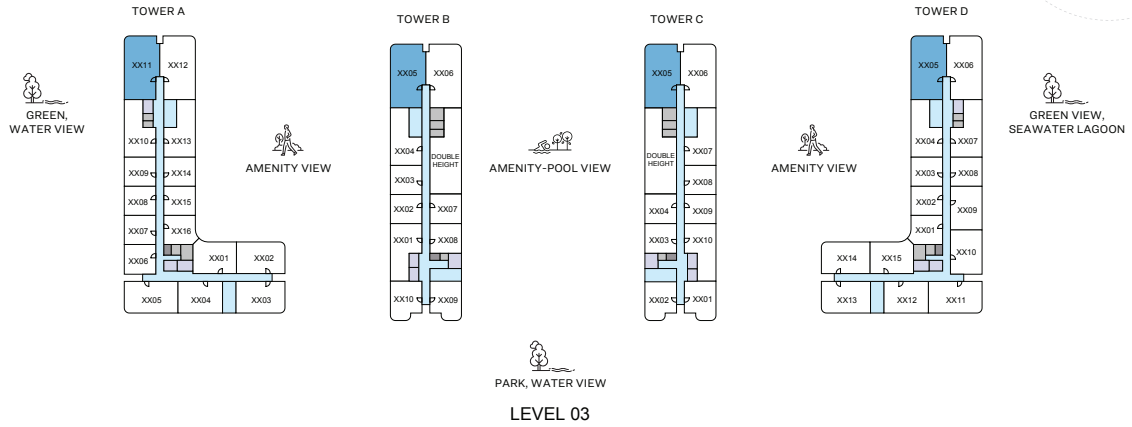 TOWER A
TOWER B
TOWER C
TOWER D
XX11
XX12
XX10
XX13
XX09
XX14
XX08
XX15
XX07
XX16
XX06
XX01
XX02
XX05
XX04
XX03
XX05
XX06
XX04
DOUBLE
HEIGHT
XX03
XX02
XX07
XX01
XX08
XX10
XX09
XX05
XX06
DOUBLE
HEIGHT
XX07
XX08
XX04
XX09
XX03
XX10
XX02
XX01
XX05
XX06
XX04
XX07
XX03
XX08
XX02
XX09
XX01
XX10
XX14
XX15
XX13
XX12
XX11
GREEN,
WATER VIEW
AMENITY VIEW
AMENITY-POOL VIEW
AMENITY VIEW
GREEN VIEW,
SEAWATER LAGOON
PARK, WATER VIEW
LEVEL 03